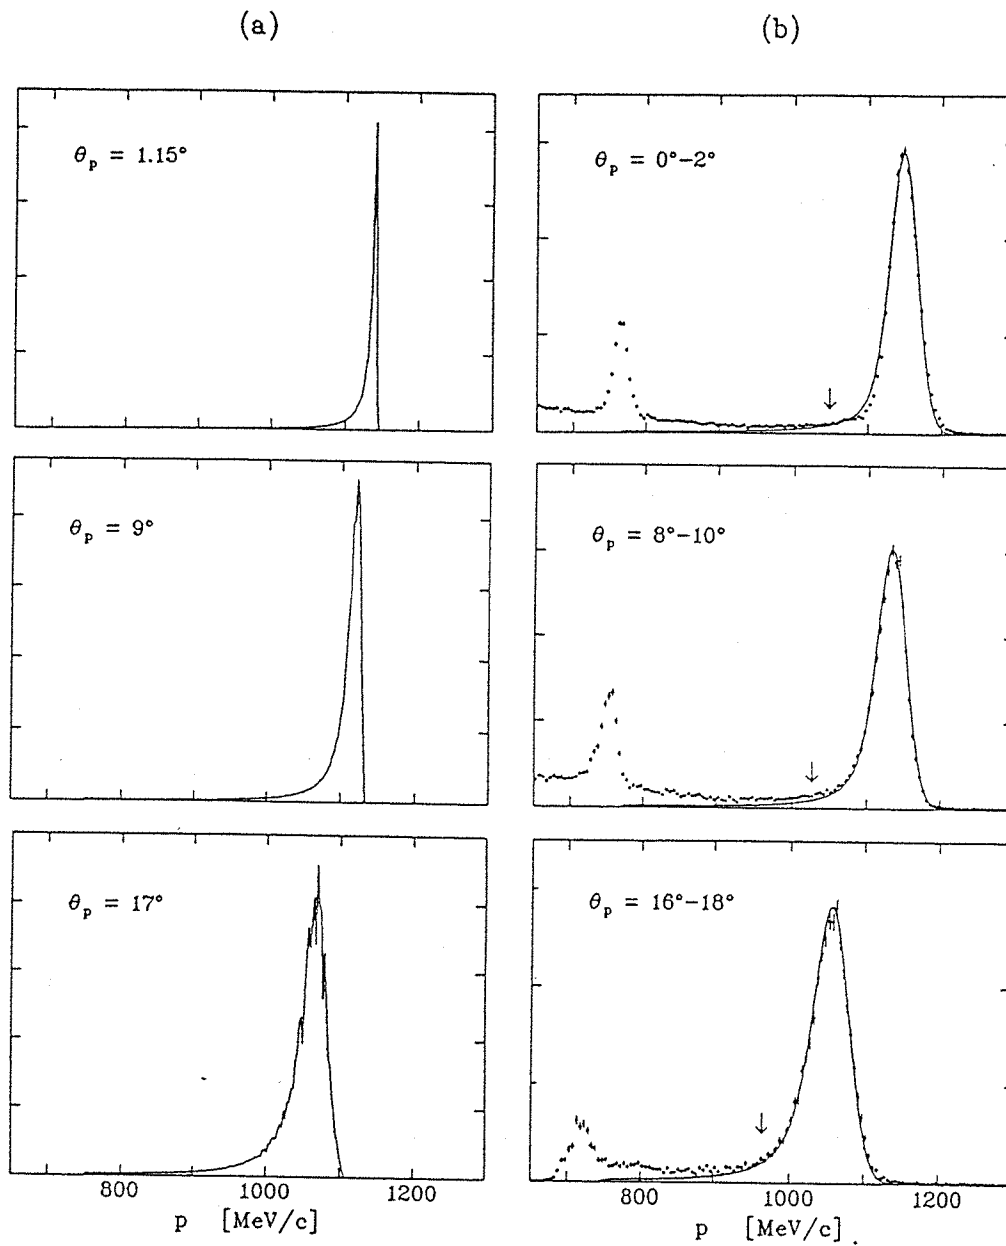 (a)
(b)
θₚ = 1.15°
θₚ = 0°–2°
θₚ = 9°
θₚ = 8°–10°
θₚ = 17°
θₚ = 16°–18°
800 1000 1200
800 1000 1200
p [MeV/c]
p [MeV/c]